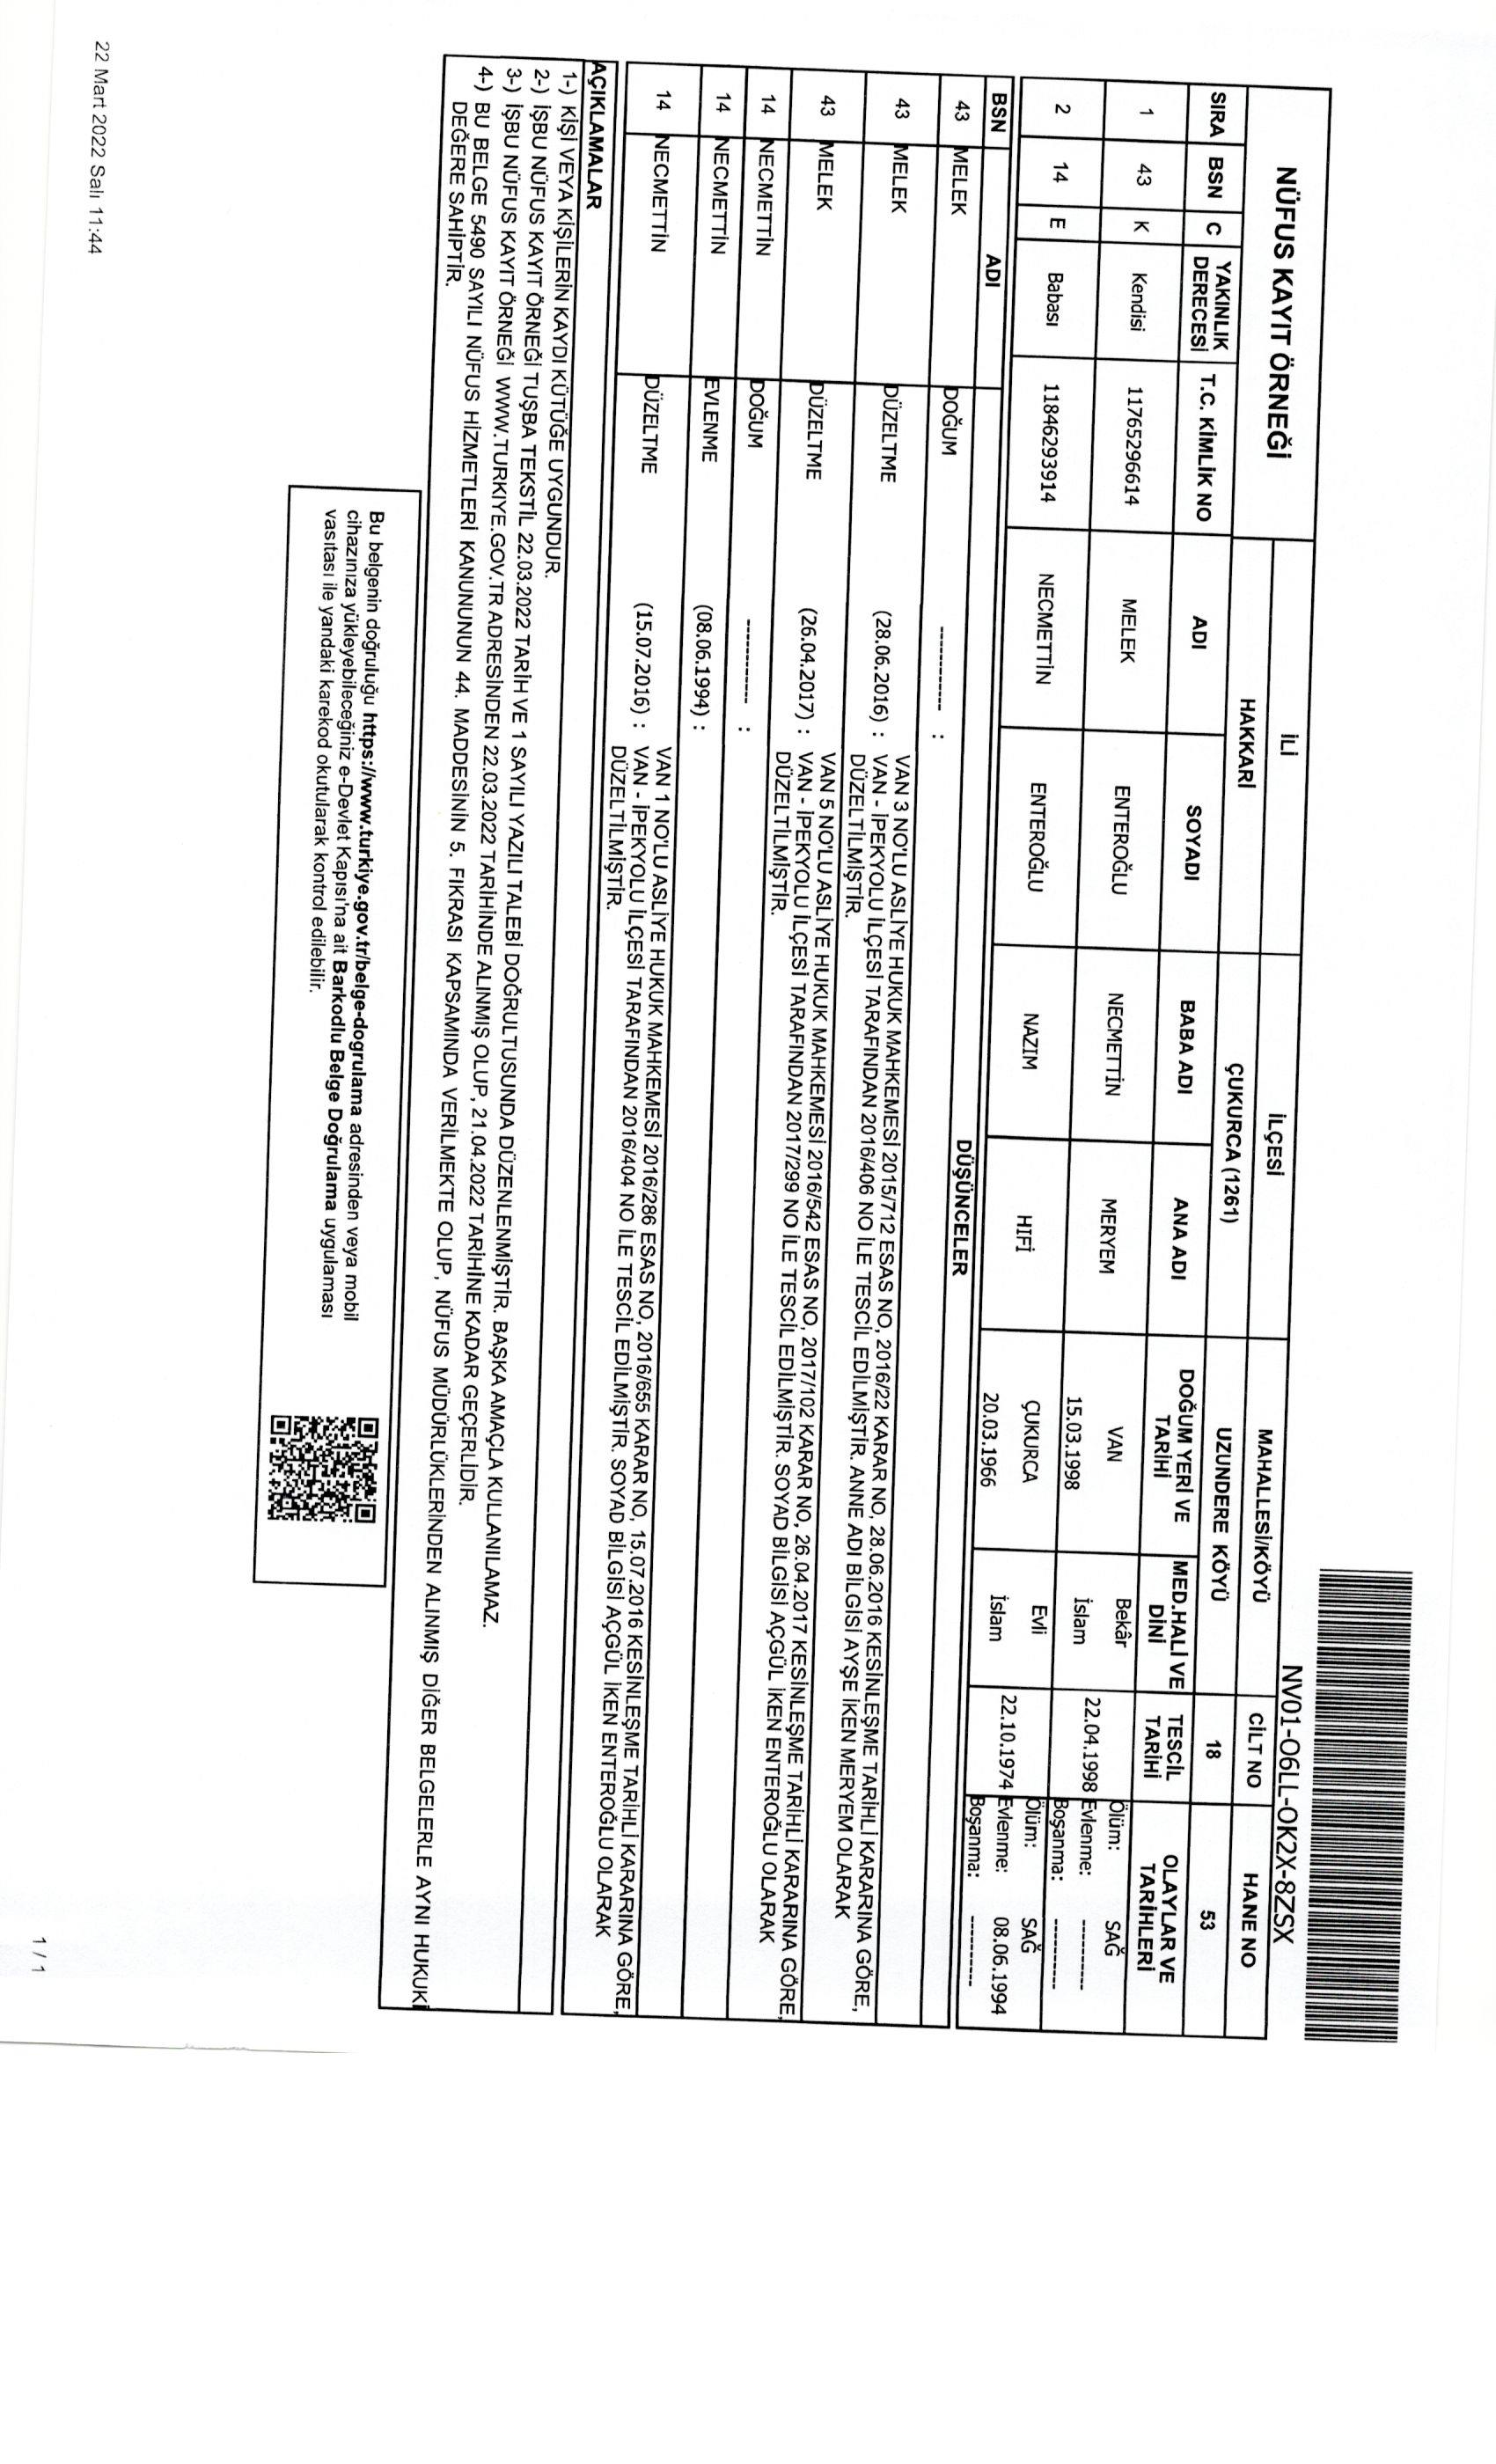 NV01-O6LL-OK2X-8ZSX
NÜFUS KAYIT ÖRNEĞİ
İLİ İLÇESİ MAHALLESİ/KÖYÜ CİLT NO HANE NO
HAKKARİ ÇUKURCA (1261) UZUNDERE KÖYÜ 18 53
SIRA BSN C YAKINLIK DERECESİ T.C. KİMLİK NO ADI SOYADI BABA ADI ANA ADI DOĞUM YERİ VE TARİHİ MED.HALİ VE DİNİ TESCİL TARİHİ OLAYLAR VE TARİHLERİ
1 43 K Kendisi 11765296614 MELEK ENTEROĞLU NECMETTİN MERYEM VAN 15.03.1998 Bekâr İslam 22.04.1998 Ölüm: SAĞ
Evlenme: ----------
Boşanma: ----------
2 14 E Babası 11846293914 NECMETTİN ENTEROĞLU NAZIM HIFİ ÇUKURCA 20.03.1966 Evli İslam 22.10.1974 Ölüm: SAĞ
Evlenme: 08.06.1994
Boşanma: ----------
BSN ADI DÜŞÜNCELER
43 MELEK DOĞUM ------------ :
43 MELEK DÜZELTME (28.06.2016) : VAN 3 NO'LU ASLİYE HUKUK MAHKEMESİ 2015/712 ESAS NO, 2016/22 KARAR NO, 28.06.2016 KESİNLEŞME TARİHLİ KARARINA GÖRE,
VAN - İPEKYOLU İLÇESİ TARAFINDAN 2016/406 NO İLE TESCİL EDİLMİŞTİR. ANNE ADI BİLGİSİ AYŞE İKEN MERYEM OLARAK
DÜZELTİLMİŞTİR.
43 MELEK DÜZELTME (26.04.2017) : VAN 5 NO'LU ASLİYE HUKUK MAHKEMESİ 2016/542 ESAS NO, 2017/102 KARAR NO, 26.04.2017 KESİNLEŞME TARİHLİ KARARINA GÖRE,
VAN - İPEKYOLU İLÇESİ TARAFINDAN 2017/299 NO İLE TESCİL EDİLMİŞTİR. SOYAD BİLGİSİ AÇGÜL İKEN ENTEROĞLU OLARAK
DÜZELTİLMİŞTİR.
14 NECMETTİN DOĞUM ------------ :
14 NECMETTİN EVLENME (08.06.1994) :
14 NECMETTİN DÜZELTME (15.07.2016) : VAN 1 NO'LU ASLİYE HUKUK MAHKEMESİ 2016/286 ESAS NO, 2016/655 KARAR NO, 15.07.2016 KESİNLEŞME TARİHLİ KARARINA GÖRE,
VAN - İPEKYOLU İLÇESİ TARAFINDAN 2016/404 NO İLE TESCİL EDİLMİŞTİR. SOYAD BİLGİSİ AÇGÜL İKEN ENTEROĞLU OLARAK
DÜZELTİLMİŞTİR.
AÇIKLAMALAR
1-) KİŞİ VEYA KİŞİLERİN KAYDI KÜTÜĞE UYGUNDUR.
2-) İŞBU NÜFUS KAYIT ÖRNEĞİ TUŞBA TEKSTİL 22.03.2022 TARİH VE 1 SAYILI YAZILI TALEBİ DOĞRULTUSUNDA DÜZENLENMİŞTİR. BAŞKA AMAÇLA KULLANILAMAZ.
3-) İŞBU NÜFUS KAYIT ÖRNEĞİ WWW.TURKIYE.GOV.TR ADRESİNDEN 22.03.2022 TARİHİNDE ALINMIŞ OLUP, 21.04.2022 TARİHİNE KADAR GEÇERLİDİR.
4-) BU BELGE 5490 SAYILI NÜFUS HİZMETLERİ KANUNUNUN 44. MADDESİNİN 5. FIKRASI KAPSAMINDA VERİLMEKTE OLUP, NÜFUS MÜDÜRLÜKLERİNDEN ALINMIŞ DİĞER BELGELERLE AYNI HUKUKİ
DEĞERE SAHİPTİR.
Bu belgenin doğruluğu https://www.turkiye.gov.tr/belge-dogrulama adresinden veya mobil
cihazınıza yükleyebileceğiniz e-Devlet Kapısı'na ait Barkodlu Belge Doğrulama uygulaması
vasıtası ile yandaki karekod okutularak kontrol edilebilir.
22 Mart 2022 Salı 11:44
1 / 1